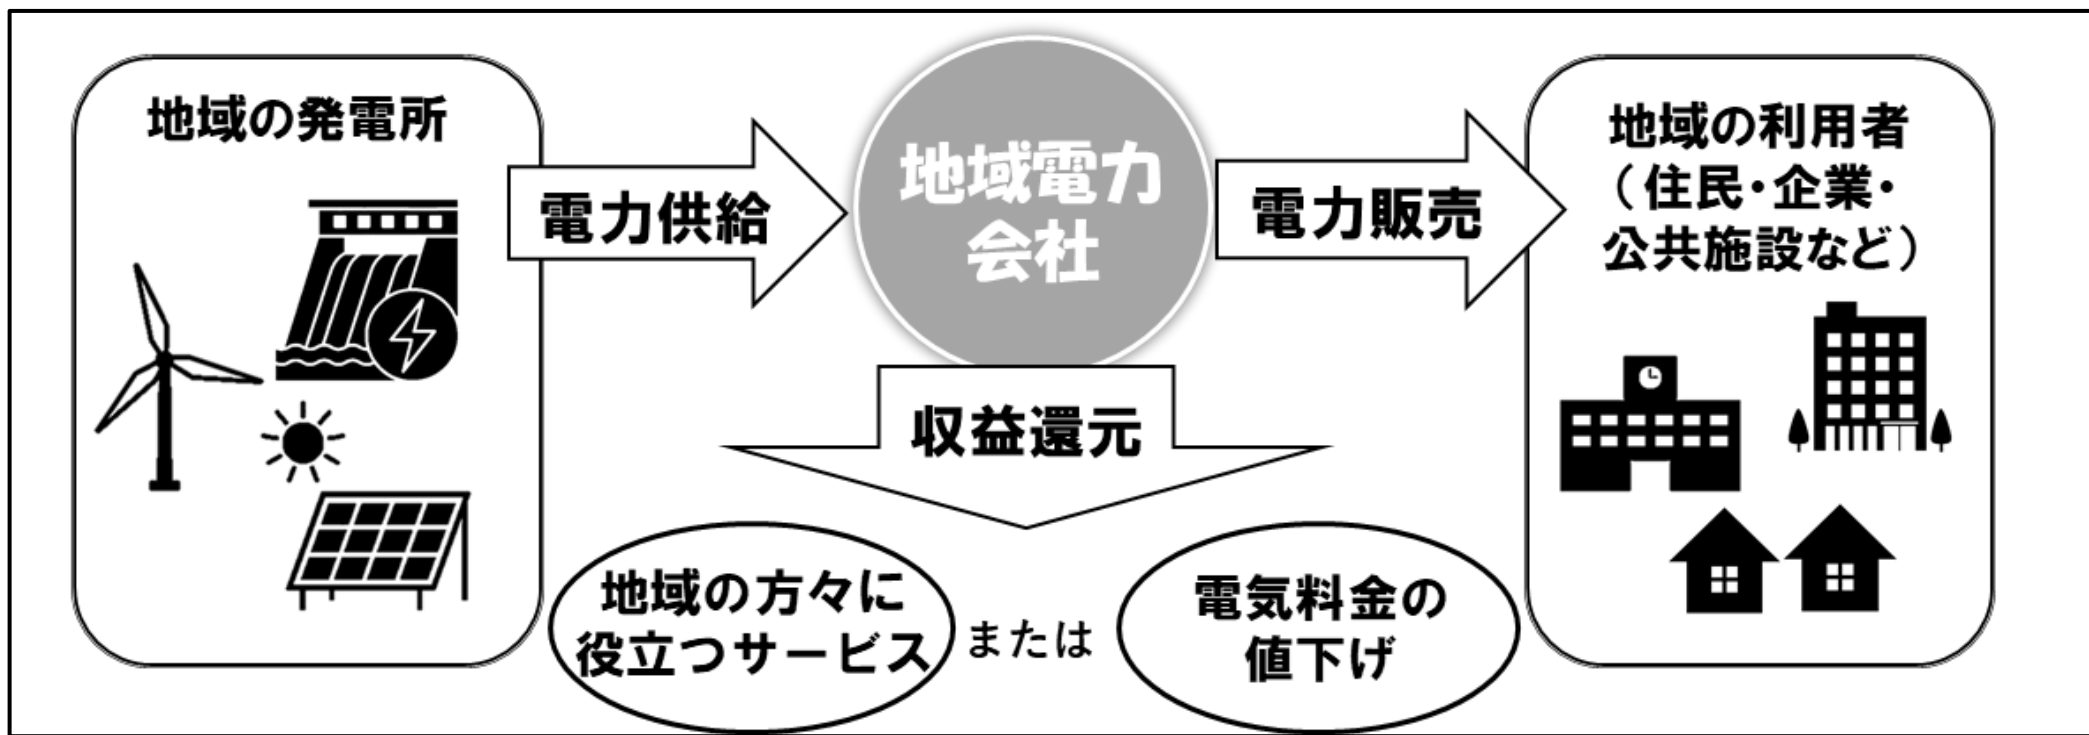 地域の発電所
電力供給
地域電力
会社
電力販売
地域の利用者
（住民・企業・
公共施設など）
収益還元
地域の方々に
役立つサービス
または
電気料金の
値下げ